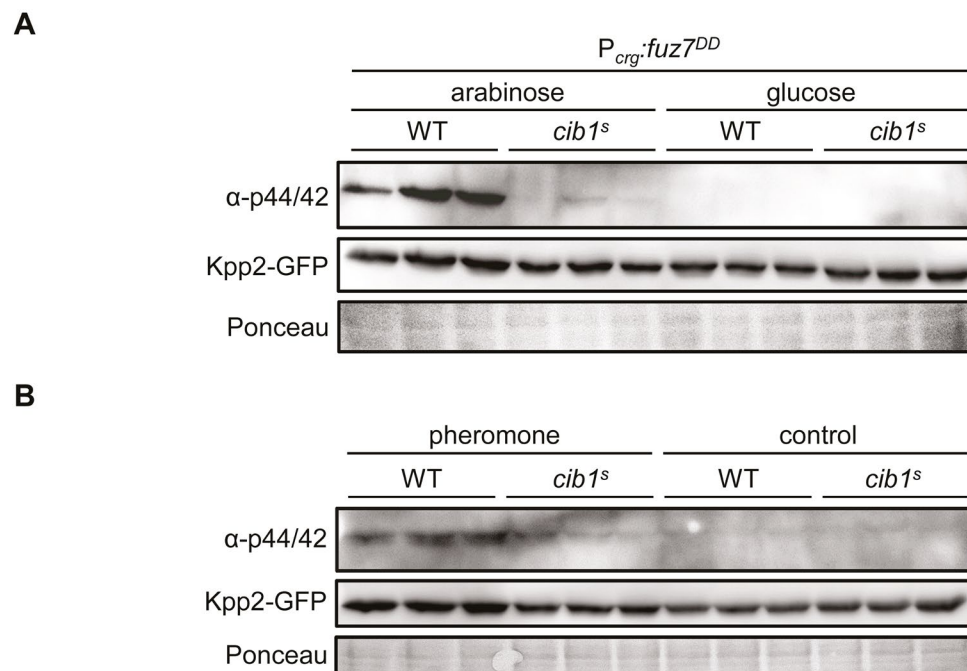 A
Pcrg:fuz7DD
arabinose glucose
WT cib1s WT cib1s
α-p44/42
Kpp2-GFP
Ponceau
B
pheromone control
WT cib1s WT cib1s
α-p44/42
Kpp2-GFP
Ponceau